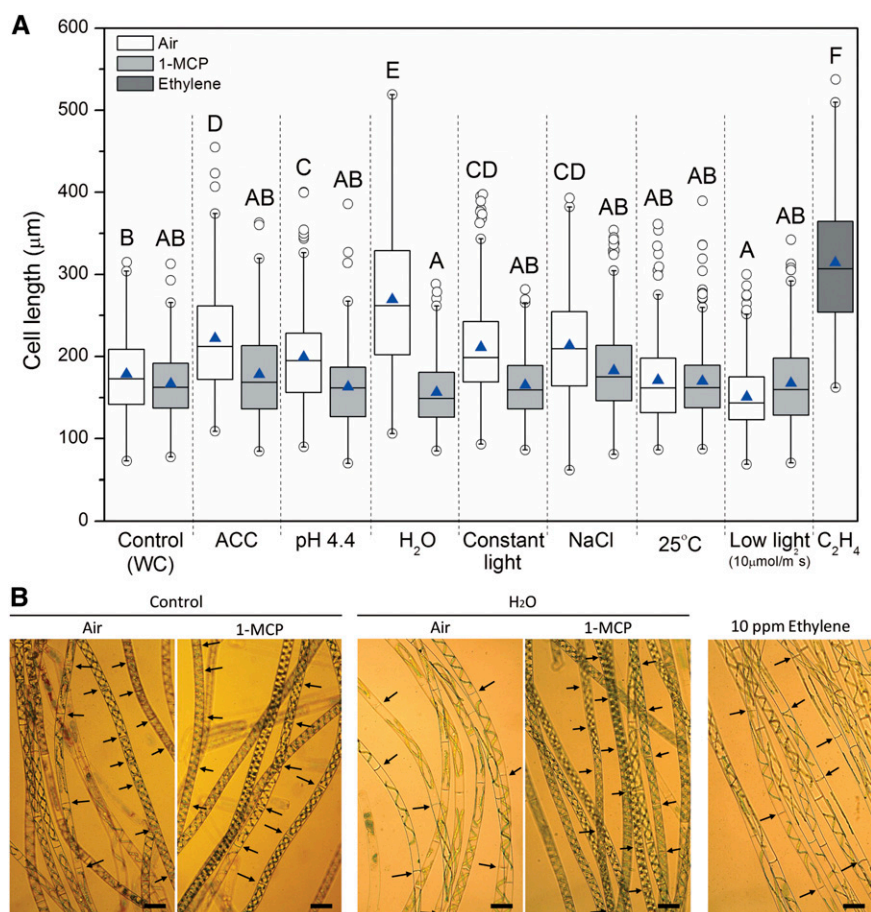 A
600
500
400
300
200
100
0
Cell length (μm)
Air
1-MCP
Ethylene
B
AB
D
AB
C
AB
E
A
CD
AB
CD
AB
AB
AB
A
AB
F
Control
(WC)
ACC
pH 4.4
H₂O
Constant
light
NaCl
25°C
Low light
(10μmol/m² s)
C₂H₄
B
Control
H₂O
Air
1-MCP
Air
1-MCP
10 ppm Ethylene